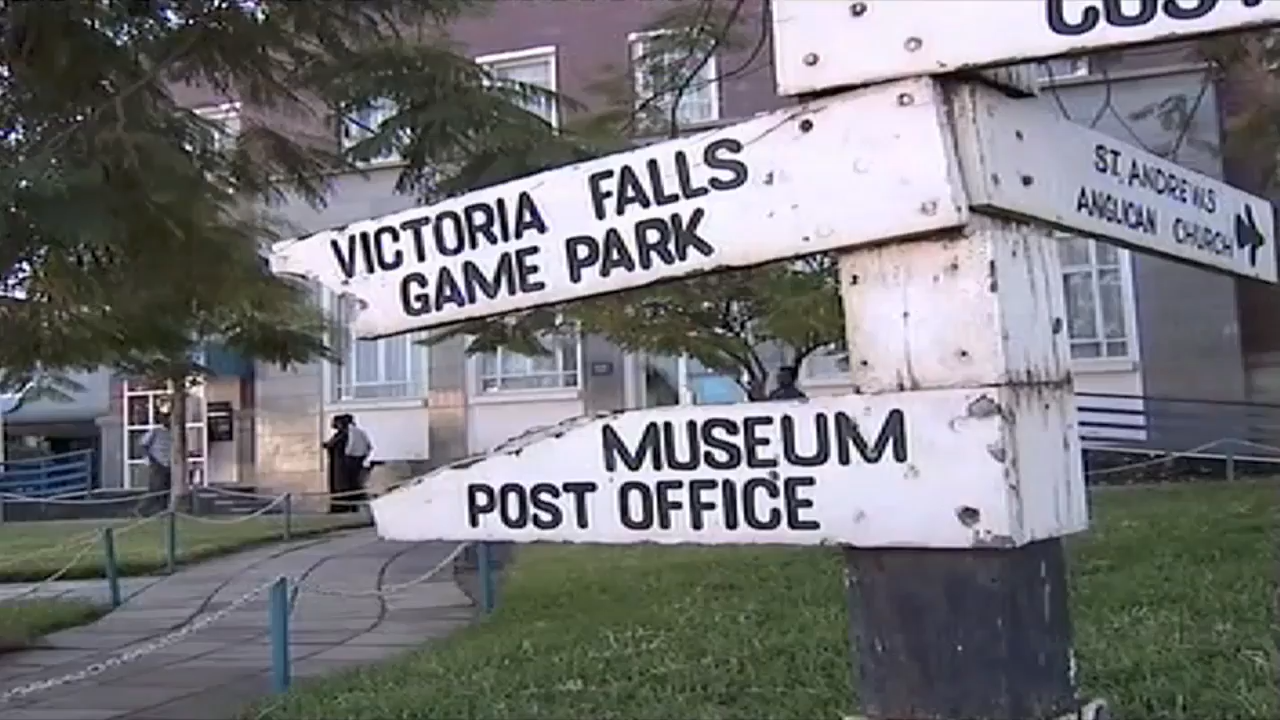 VICTORIA FALLS
GAME PARK
ST. ANDREWS
ANGLICAN CHURCH
MUSEUM
POST OFFICE